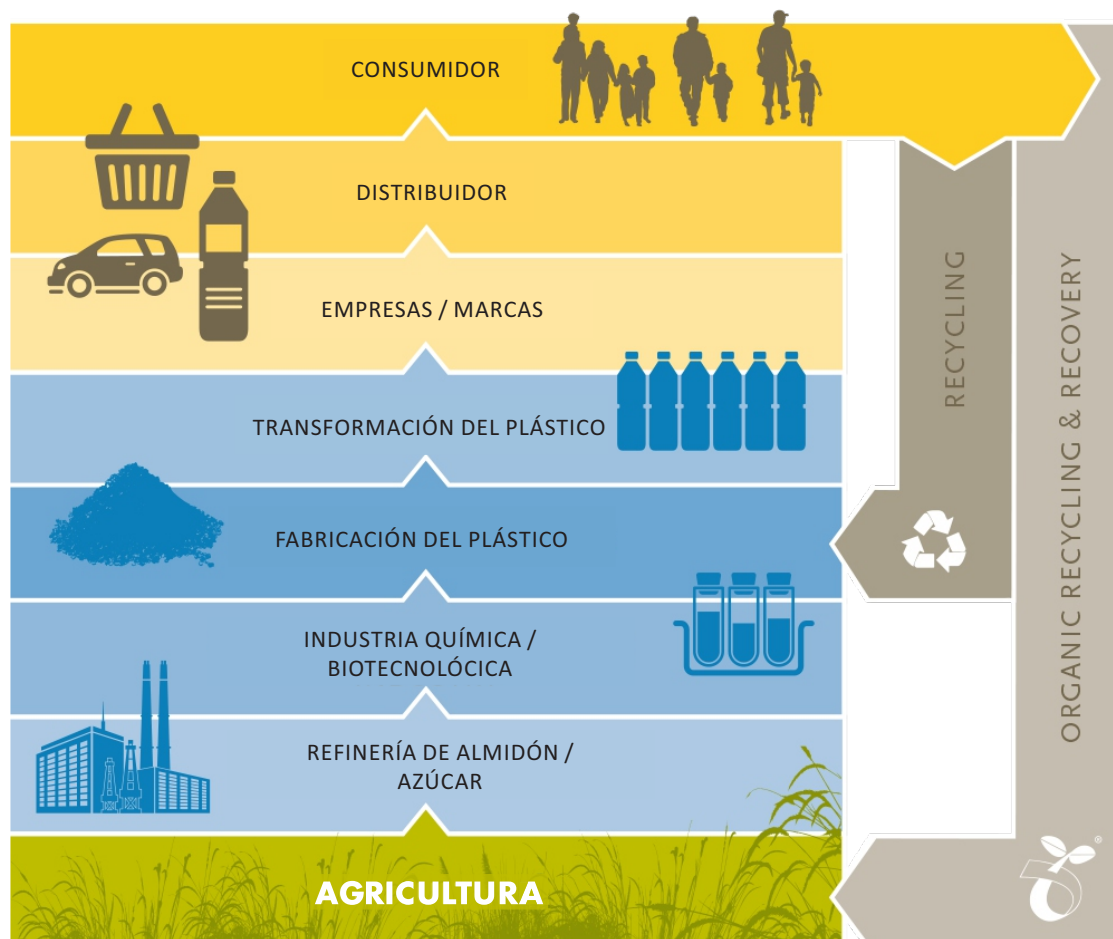 CONSUMIDOR
DISTRIBUIDOR
EMPRESAS / MARCAS
TRANSFORMACIÓN DEL PLÁSTICO
FABRICACIÓN DEL PLÁSTICO
INDUSTRIA QUÍMICA /
BIOTECNOLÓCICA
REFINERÍA DE ALMIDÓN /
AZÚCAR
AGRICULTURA
RECYCLING
ORGANIC RECYCLING & RECOVERY
®